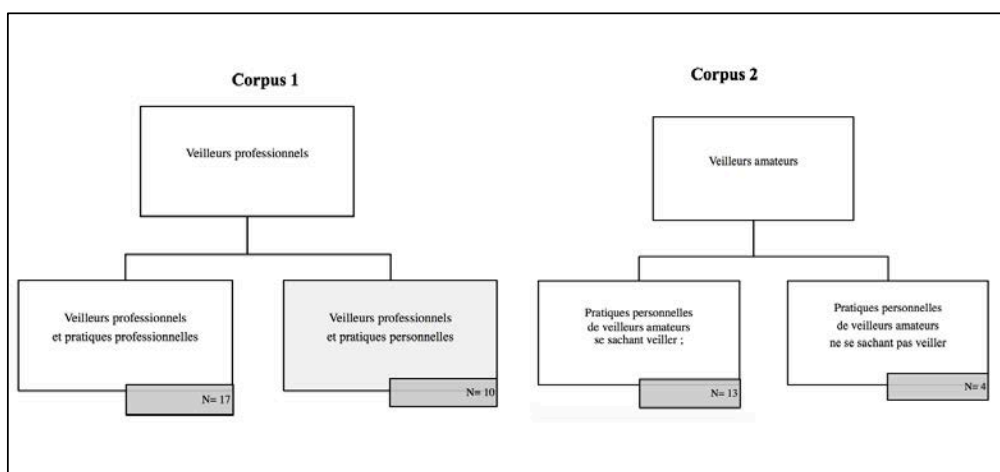 Corpus 1
Veilleurs professionnels
Veilleurs professionnels
et pratiques professionnelles
N= 17
Veilleurs professionnels
et pratiques personnelles
N= 10
Corpus 2
Veilleurs amateurs
Pratiques personnelles
de veilleurs amateurs
se sachant veiller ;
N= 13
Pratiques personnelles
de veilleurs amateurs
ne se sachant pas veiller
N= 4